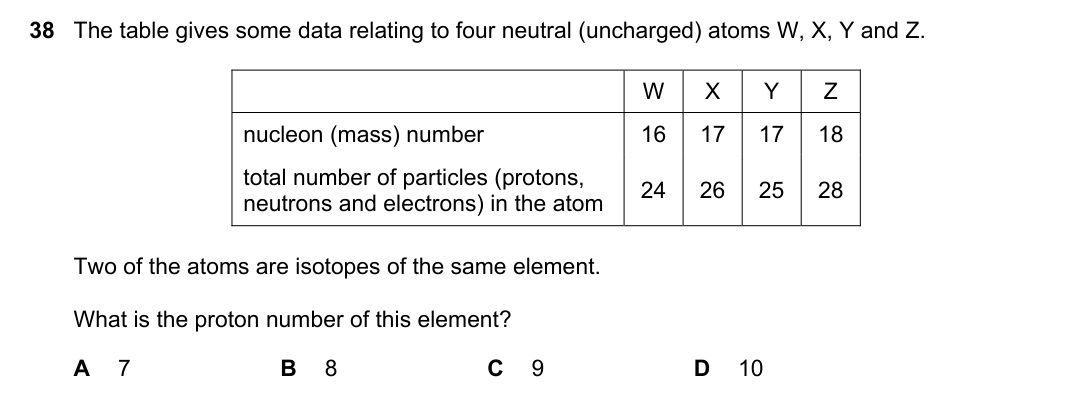 38 The table gives some data relating to four neutral (uncharged) atoms W, X, Y and Z.
W X Y Z
nucleon (mass) number 16 17 17 18
total number of particles (protons,
neutrons and electrons) in the atom 24 26 25 28
Two of the atoms are isotopes of the same element.
What is the proton number of this element?
A 7 B 8 C 9 D 10